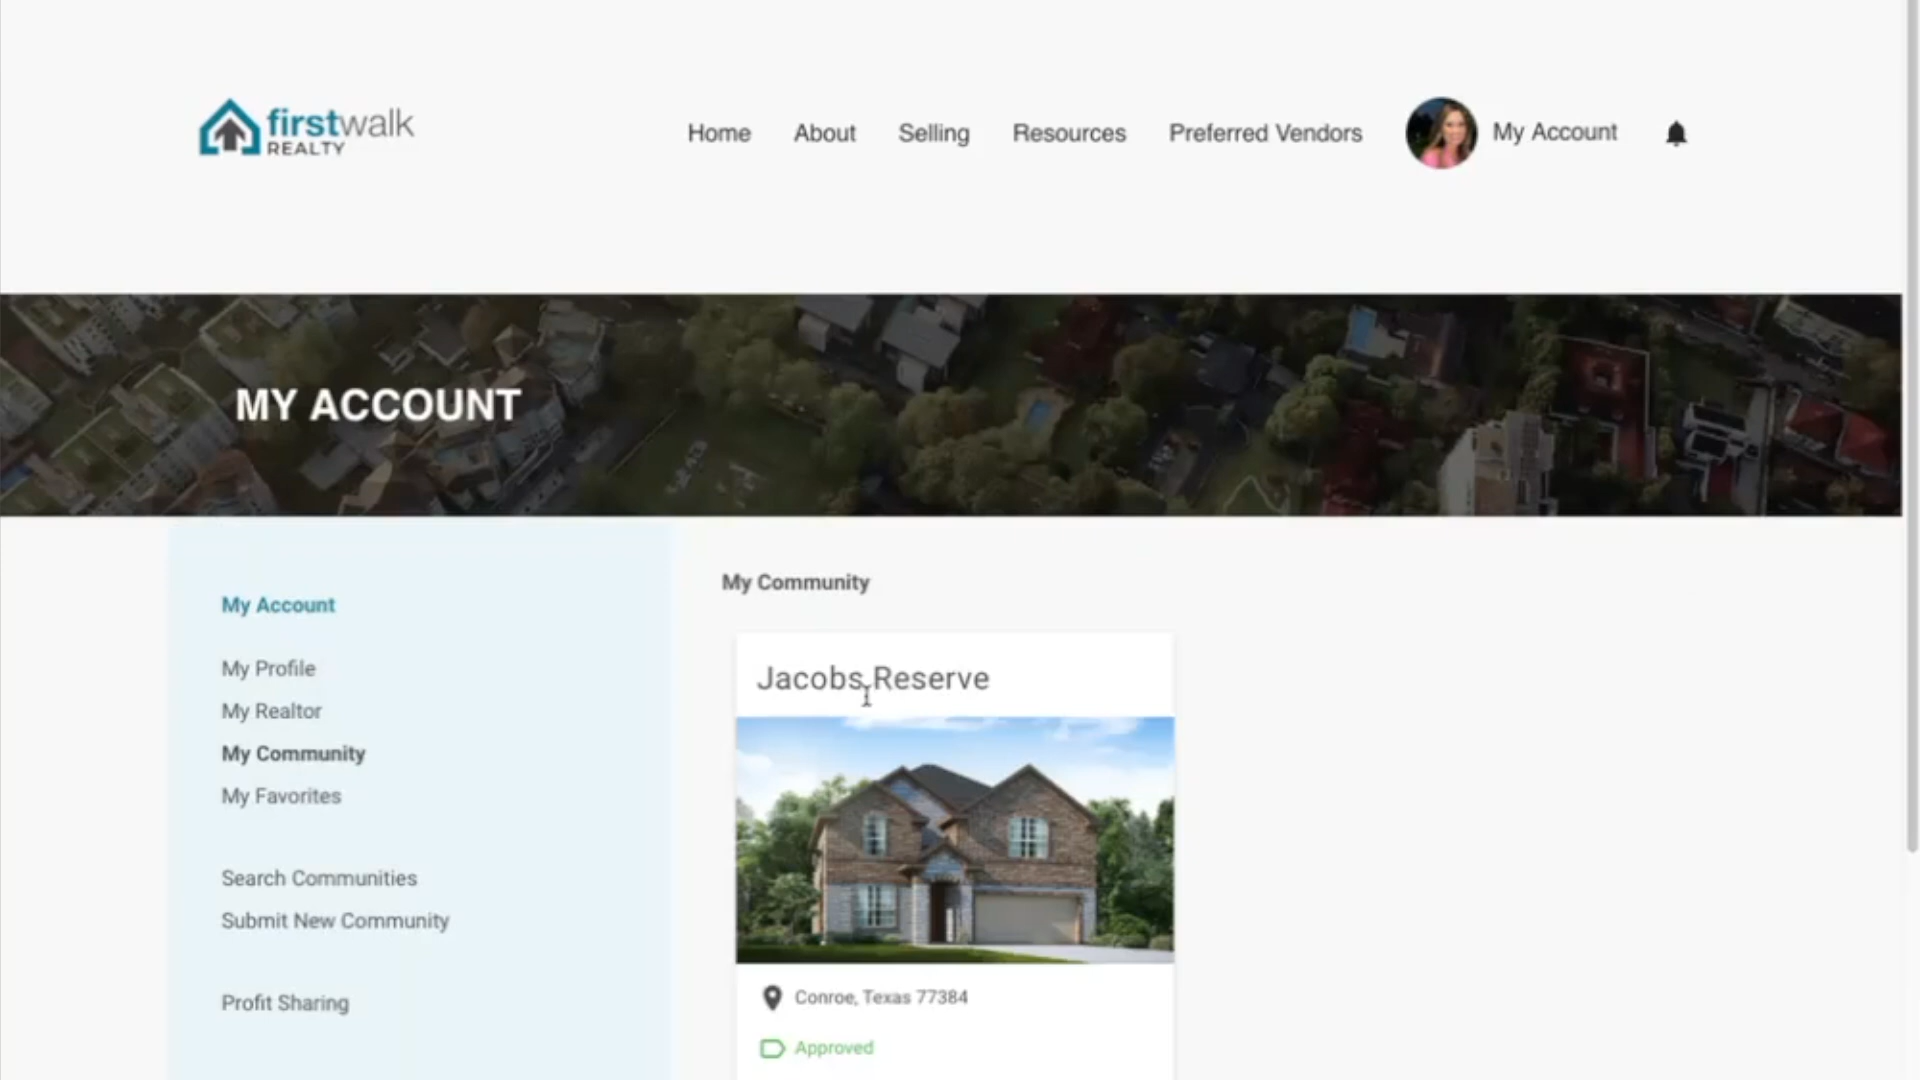 firstwalk
REALTY
Home About Selling Resources Preferred Vendors My Account
MY ACCOUNT
My Account
My Profile
My Realtor
My Community
My Favorites
Search Communities
Submit New Community
Profit Sharing
My Community
Jacobs Reserve
Conroe, Texas 77384
Approved